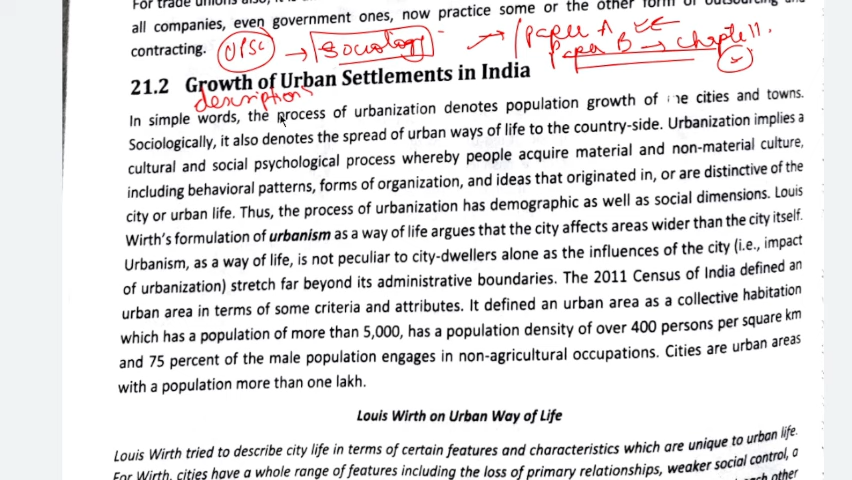 For trade unions also, it is
all companies, even government ones, now practice some or the other form of outsourcing and
contracting.
UPSC → Sociology → Paper A
Paper B → Chapter 11.
21.2 Growth of Urban Settlements in India
descriptions
In simple words, the process of urbanization denotes population growth of the cities and towns.
Sociologically, it also denotes the spread of urban ways of life to the country-side. Urbanization implies a
cultural and social psychological process whereby people acquire material and non-material culture,
including behavioral patterns, forms of organization, and ideas that originated in, or are distinctive of the
city or urban life. Thus, the process of urbanization has demographic as well as social dimensions. Louis
Wirth's formulation of urbanism as a way of life argues that the city affects areas wider than the city itself.
Urbanism, as a way of life, is not peculiar to city-dwellers alone as the influences of the city (i.e., impact
of urbanization) stretch far beyond its administrative boundaries. The 2011 Census of India defined an
urban area in terms of some criteria and attributes. It defined an urban area as a collective habitation
which has a population of more than 5,000, has a population density of over 400 persons per square km
and 75 percent of the male population engages in non-agricultural occupations. Cities are urban areas
with a population more than one lakh.
Louis Wirth on Urban Way of Life
Louis Wirth tried to describe city life in terms of certain features and characteristics which are unique to urban life.
For Wirth, cities have a whole range of features including the loss of primary relationships, weaker social control, a
each other